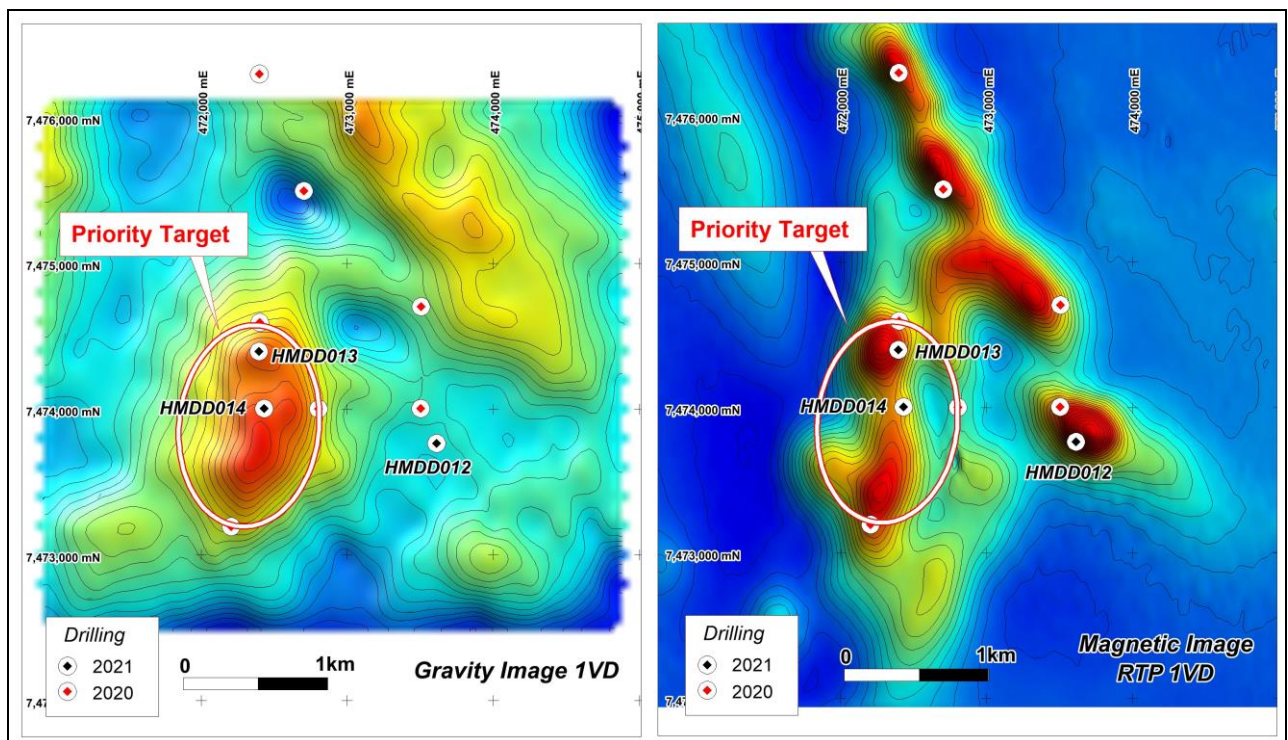 472,000 mE
473,000 mE
474,000 mE
7,476,000 mN
Priority Target
7,475,000 mN
HMDD013
HMDD014
7,474,000 mN
HMDD012
7,473,000 mN
Drilling
2021
2020
0
1km
Gravity Image 1VD
472,000 mE
473,000 mE
474,000 mE
7,476,000 mN
Priority Target
7,475,000 mN
HMDD013
HMDD014
7,474,000 mN
HMDD012
7,473,000 mN
Drilling
2021
2020
0
1km
Magnetic Image
RTP 1VD